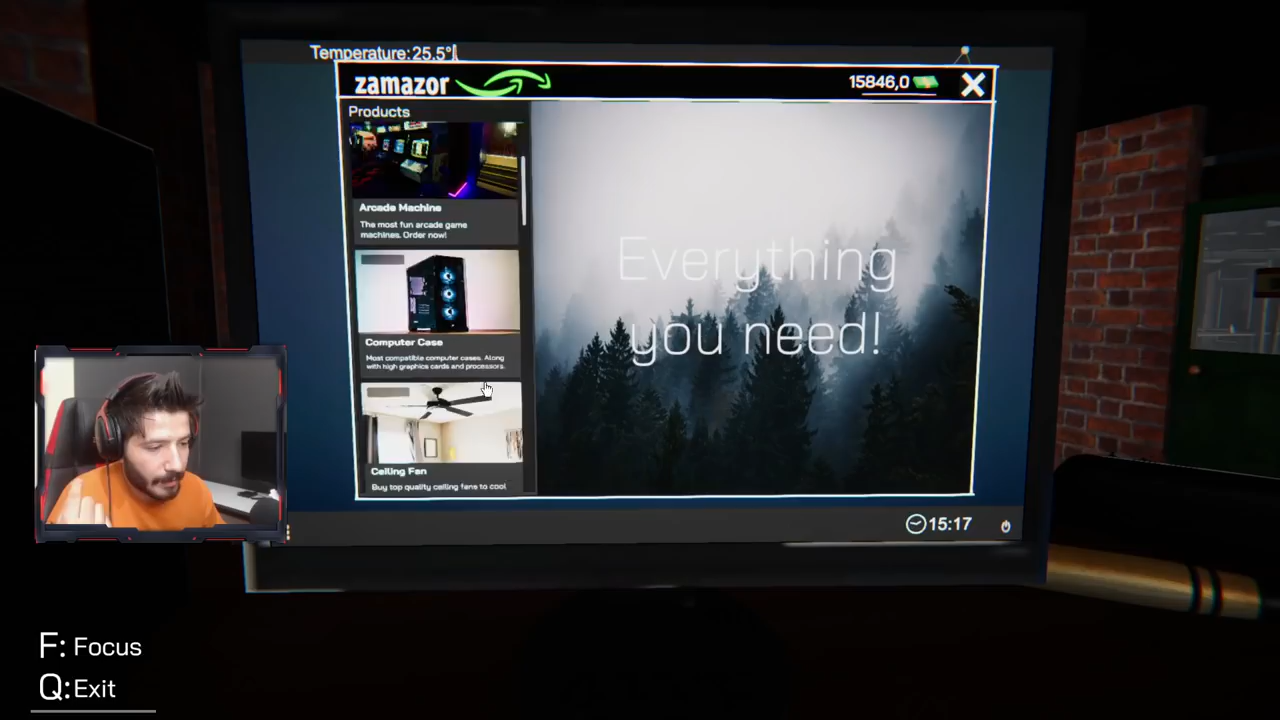 Temperature:25.5°
zamazor
15846,0
Products
Arcade Machine
The most fun arcade game
machines. Order now!
Computer Case
Most compatible computer cases. Along
with high graphics cards and processors.
Ceiling Fan
Buy top quality ceiling fans to cool
Everything
you need!
15:17
F: Focus
Q:Exit